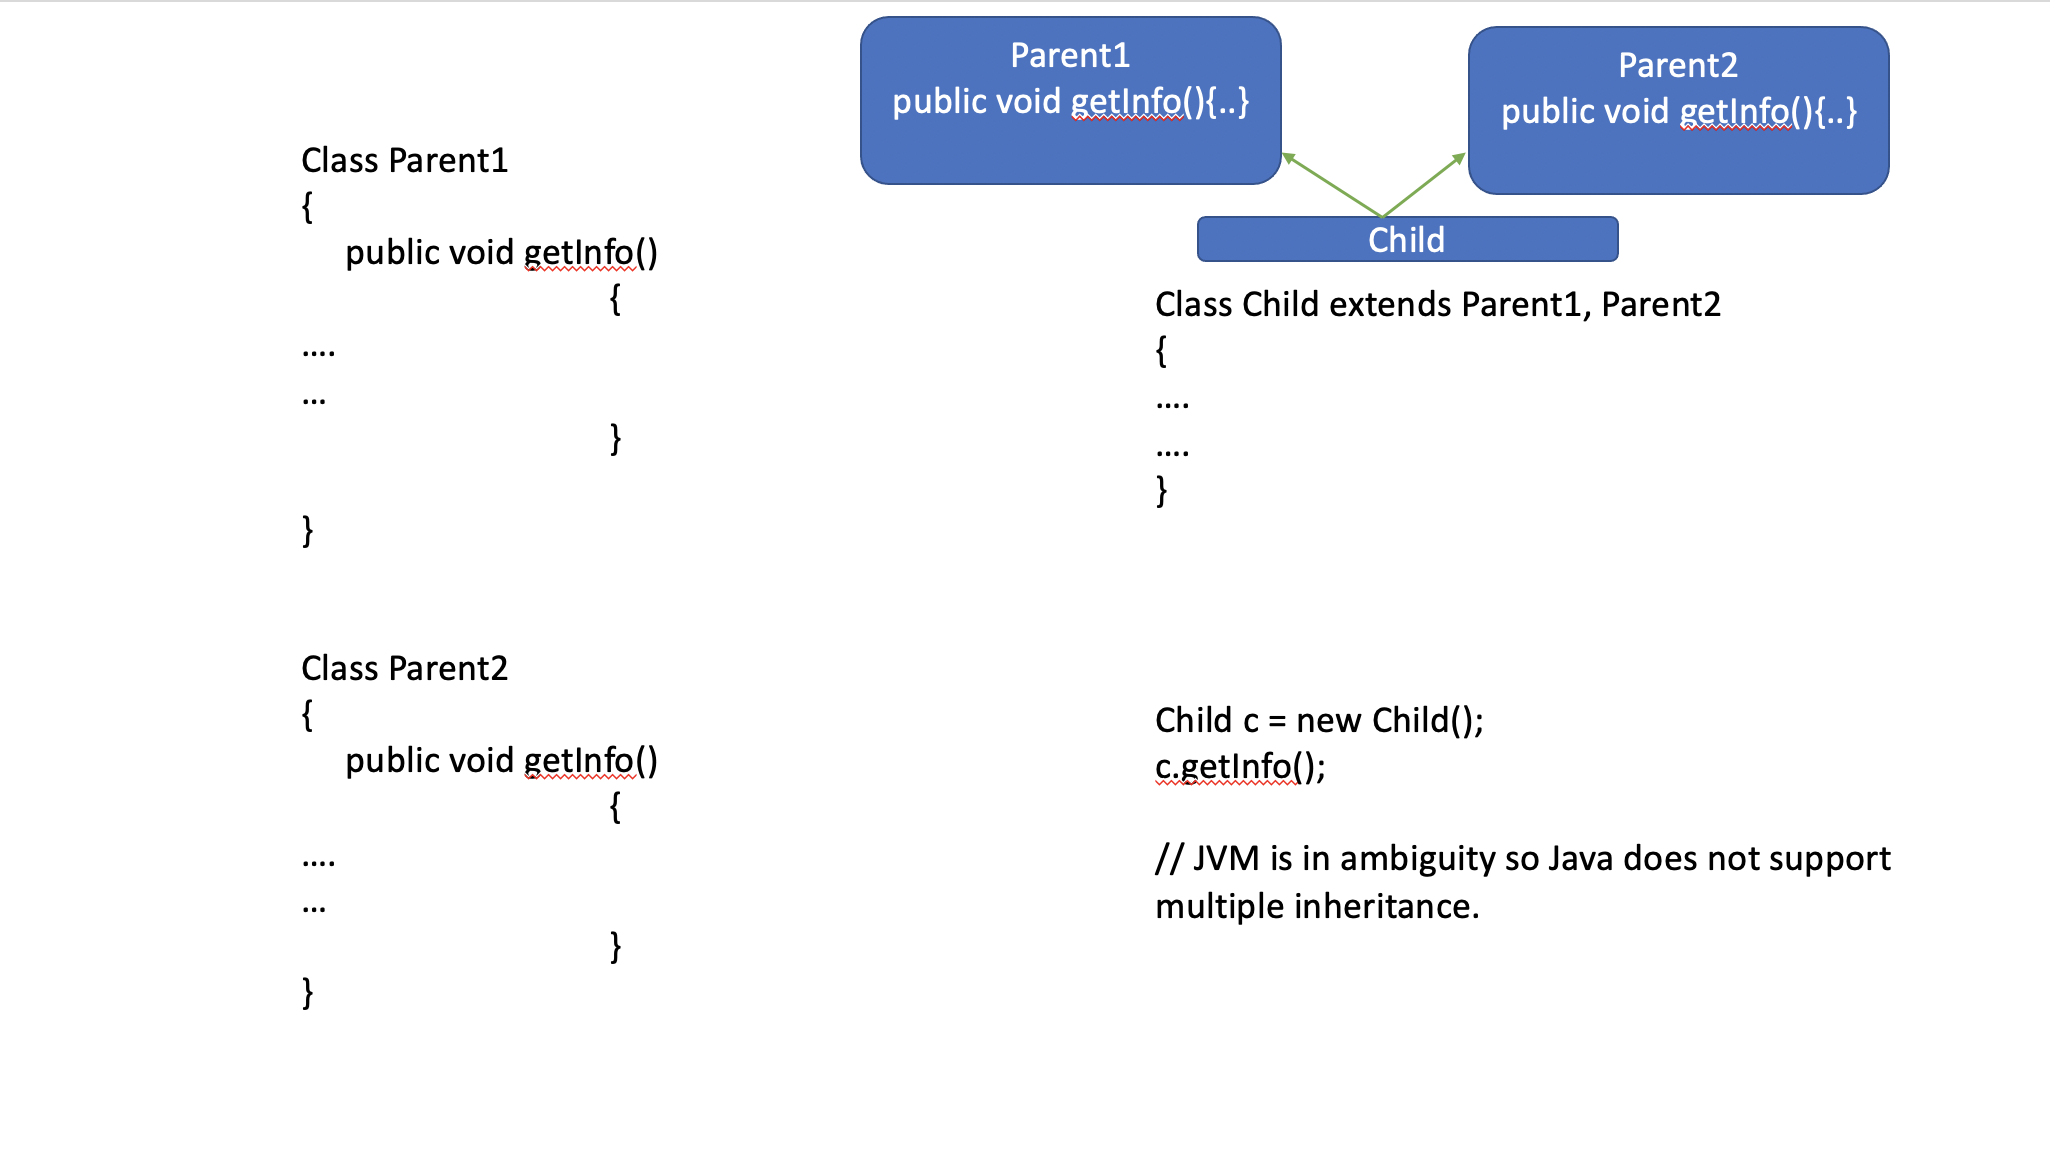 Parent1
public void getInfo(){..}
Parent2
public void getInfo(){..}
Child
Class Parent1
{
public void getInfo()
{
....
...
}
}
Class Parent2
{
public void getInfo()
{
....
...
}
}
Class Child extends Parent1, Parent2
{
....
....
}
Child c = new Child();
c.getInfo();
// JVM is in ambiguity so Java does not support
multiple inheritance.